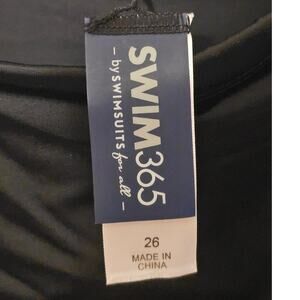 SWIM365
— by SWIMSUITS for all —
26
MADE IN
CHINA